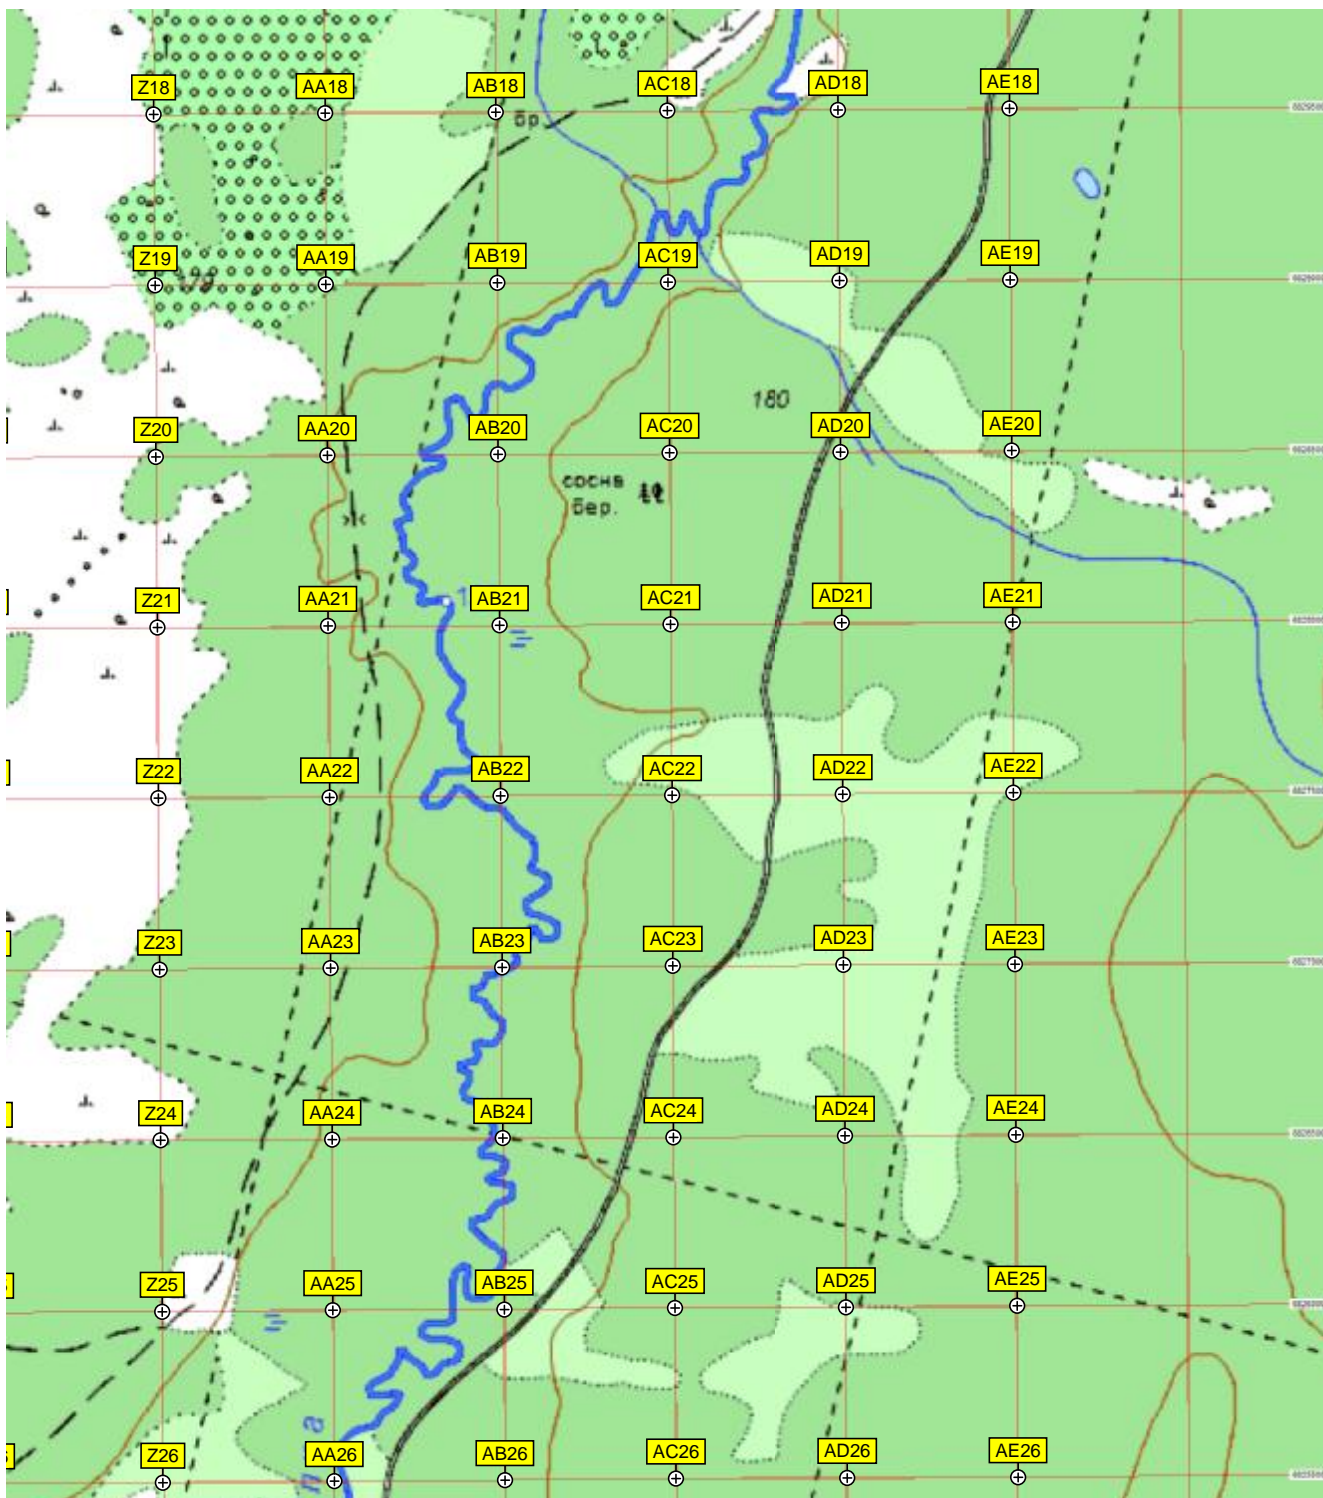 Z18 AA18 AB18 AC18 AD18 AE18
бр
Z19 AA19 AB19 AC19 AD19 AE19
180
Z20 AA20 AB20 AC20 AD20 AE20
сосна
бер.
Z21 AA21 AB21 AC21 AD21 AE21
Z22 AA22 AB22 AC22 AD22 AE22
Z23 AA23 AB23 AC23 AD23 AE23
Z24 AA24 AB24 AC24 AD24 AE24
Z25 AA25 AB25 AC25 AD25 AE25
Z26 AA26 AB26 AC26 AD26 AE26